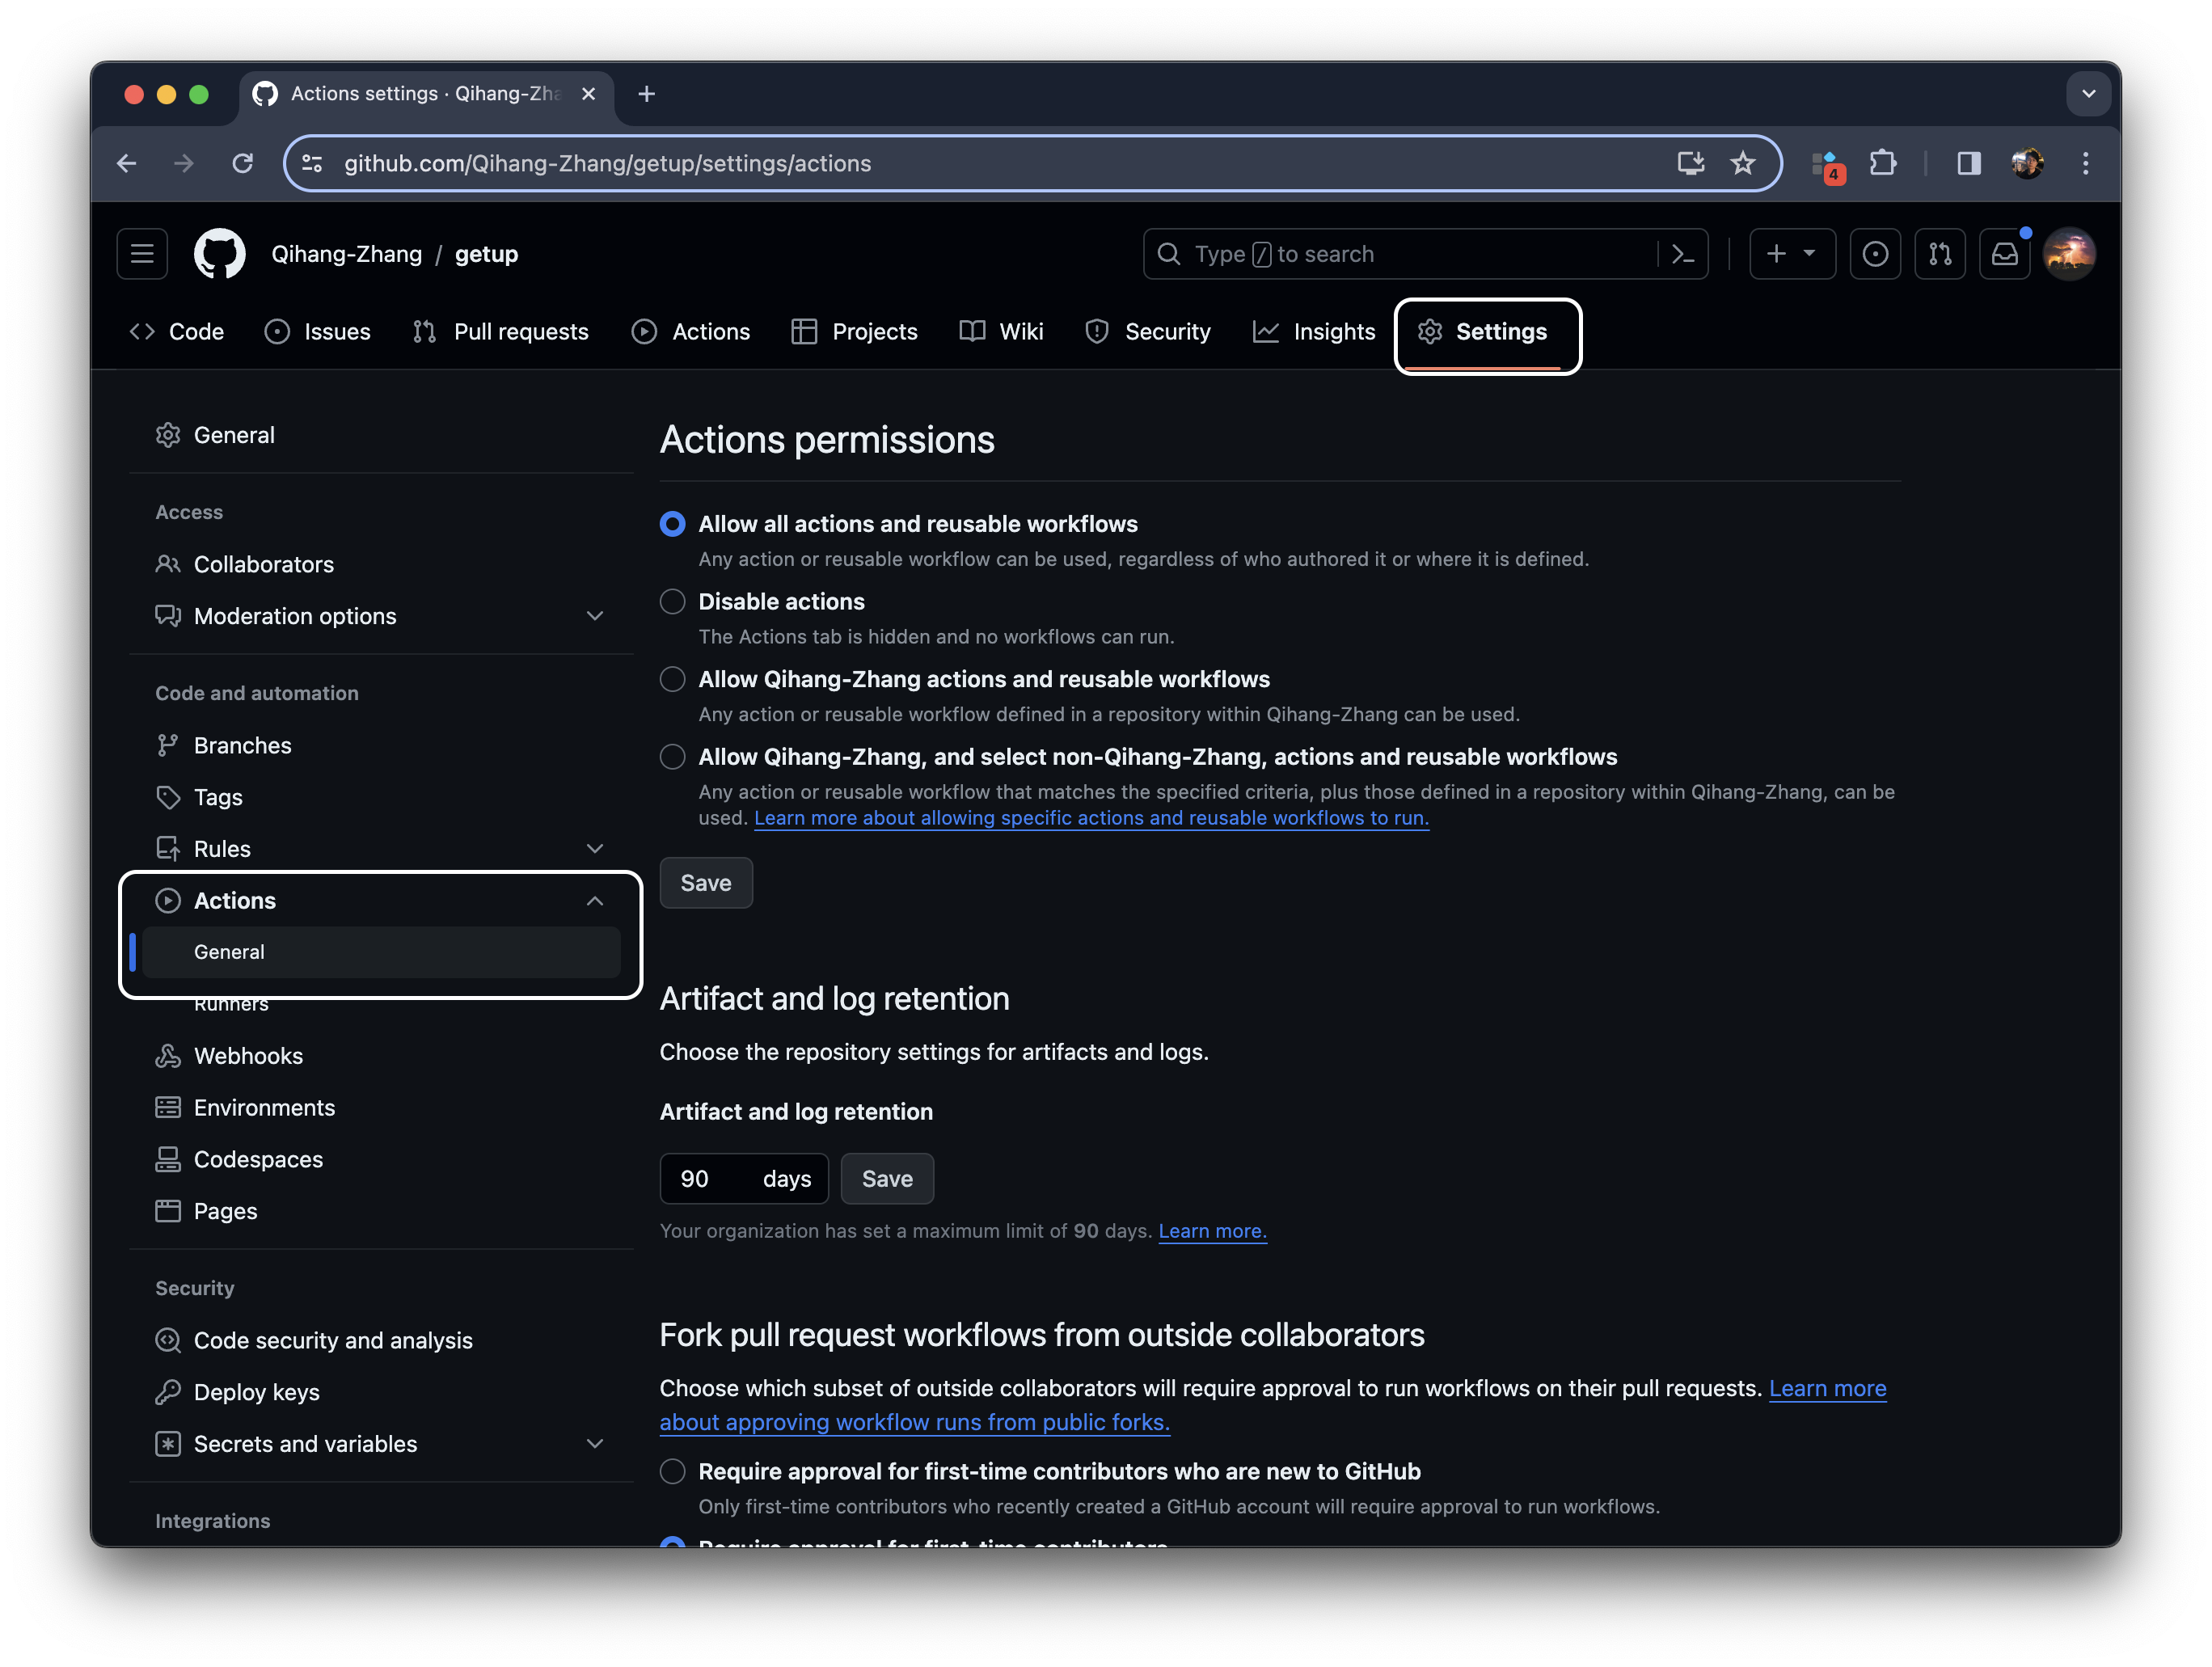 Actions settings · Qihang-Zha
github.com/Qihang-Zhang/getup/settings/actions
4
Qihang-Zhang / getup
Type / to search
Code
Issues
Pull requests
Actions
Projects
Wiki
Security
Insights
Settings
General
Access
Collaborators
Moderation options
Code and automation
Branches
Tags
Rules
Actions
General
Runners
Webhooks
Environments
Codespaces
Pages
Security
Code security and analysis
Deploy keys
Secrets and variables
Integrations
Actions permissions
Allow all actions and reusable workflows
Any action or reusable workflow can be used, regardless of who authored it or where it is defined.
Disable actions
The Actions tab is hidden and no workflows can run.
Allow Qihang-Zhang actions and reusable workflows
Any action or reusable workflow defined in a repository within Qihang-Zhang can be used.
Allow Qihang-Zhang, and select non-Qihang-Zhang, actions and reusable workflows
Any action or reusable workflow that matches the specified criteria, plus those defined in a repository within Qihang-Zhang, can be
used. Learn more about allowing specific actions and reusable workflows to run.
Save
Artifact and log retention
Choose the repository settings for artifacts and logs.
Artifact and log retention
90 days
Save
Your organization has set a maximum limit of 90 days. Learn more.
Fork pull request workflows from outside collaborators
Choose which subset of outside collaborators will require approval to run workflows on their pull requests. Learn more
about approving workflow runs from public forks.
Require approval for first-time contributors who are new to GitHub
Only first-time contributors who recently created a GitHub account will require approval to run workflows.
Require approval for first-time contributors